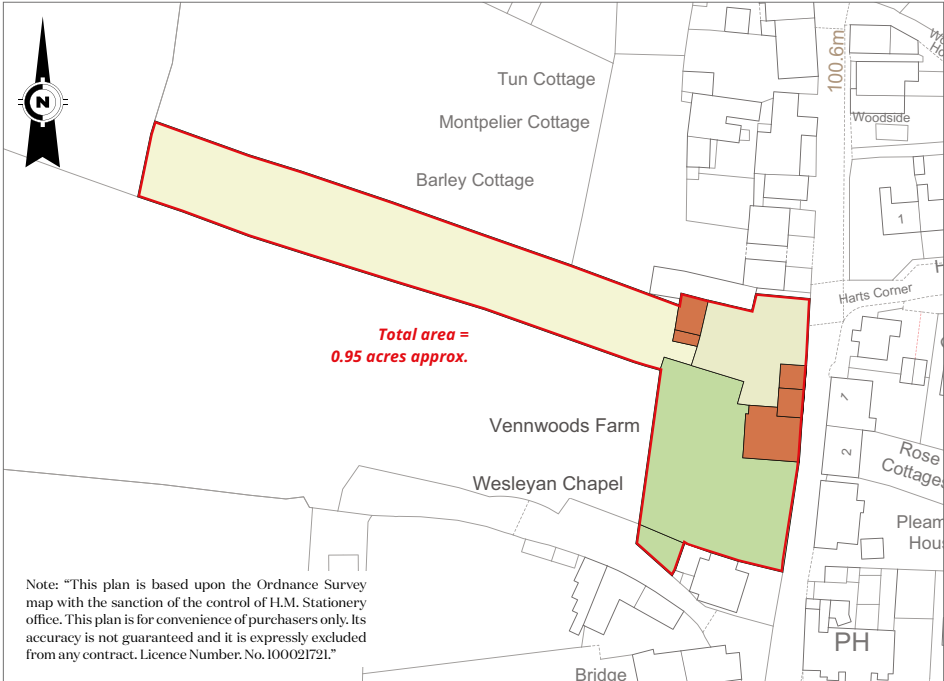 N
Tun Cottage
Montpelier Cottage
Barley Cottage
100.6m
Woodside
1
Harts Corner
Total area =
0.95 acres approx.
Vennwoods Farm
Wesleyan Chapel
1
2
Rose
Cottages
Pleam
Hou
PH
Bridge
Note: “This plan is based upon the Ordnance Survey
map with the sanction of the control of H.M. Stationery
office. This plan is for convenience of purchasers only. Its
accuracy is not guaranteed and it is expressly excluded
from any contract. Licence Number. No. 100021721.”